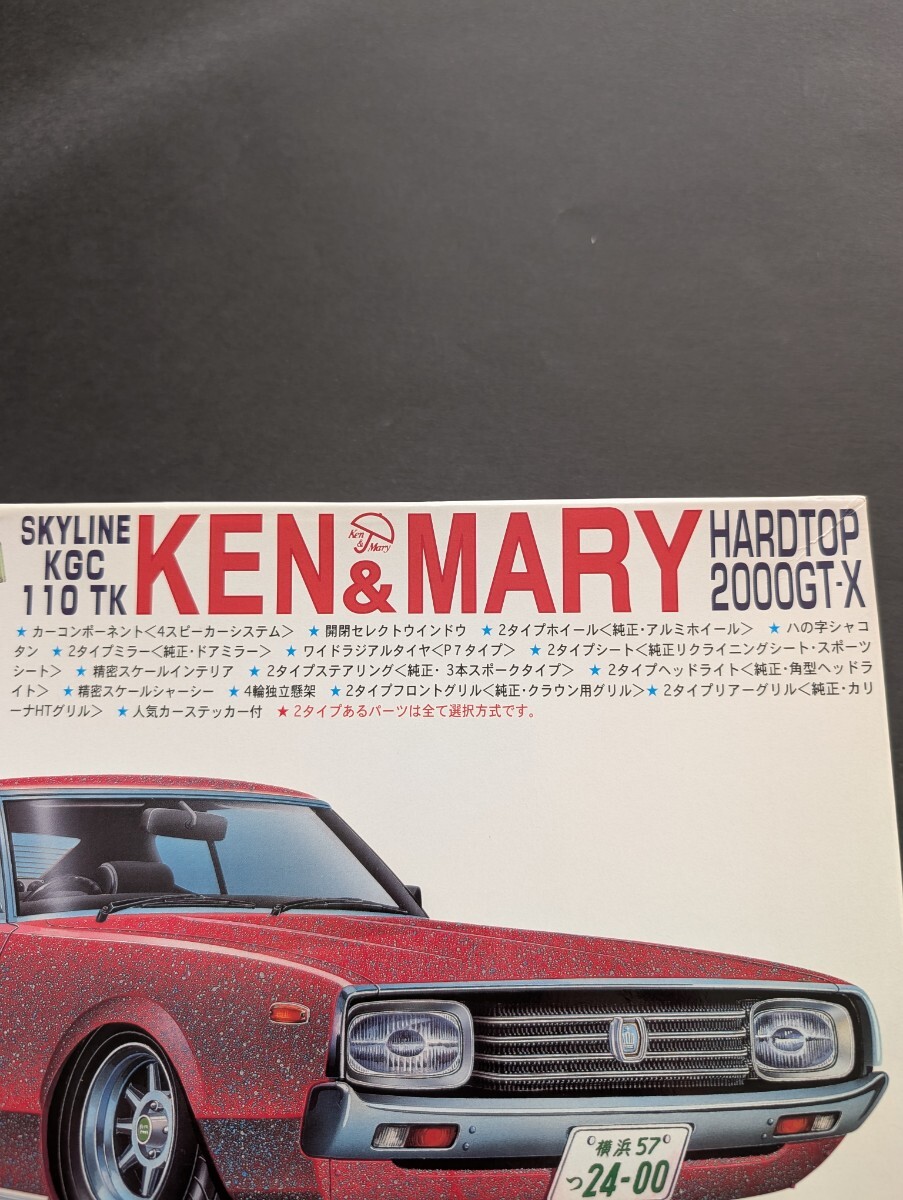 SKYLINE
KGC
110 TK
KEN & MARY
Ken
&
Mary
HARDTOP
2000GT-X
★カーコンポーネント<4スピーカーシステム> ★開閉セレクトウインドウ ★2タイプホイール<純正・アルミホイール> ★ハの字シャコ
タン ★2タイプミラー<純正・ドアミラー> ★ワイドラジアルタイヤ<P7タイプ> ★2タイプシート<純正リクライニングシート・スポーツ
シート> ★精密スケールインテリア ★2タイプステアリング<純正・3本スポークタイプ> ★2タイプヘッドライト<純正・角型ヘッドラ
イト> ★精密スケールシャーシー ★4輪独立懸架 ★2タイプフロントグリル<純正・クラウン用グリル>★2タイプリアーグリル<純正・カリ
ーナHTグリル> ★人気カーステッカー付 ★2タイプあるパーツは全て選択方式です。
横浜 57
つ 24-00